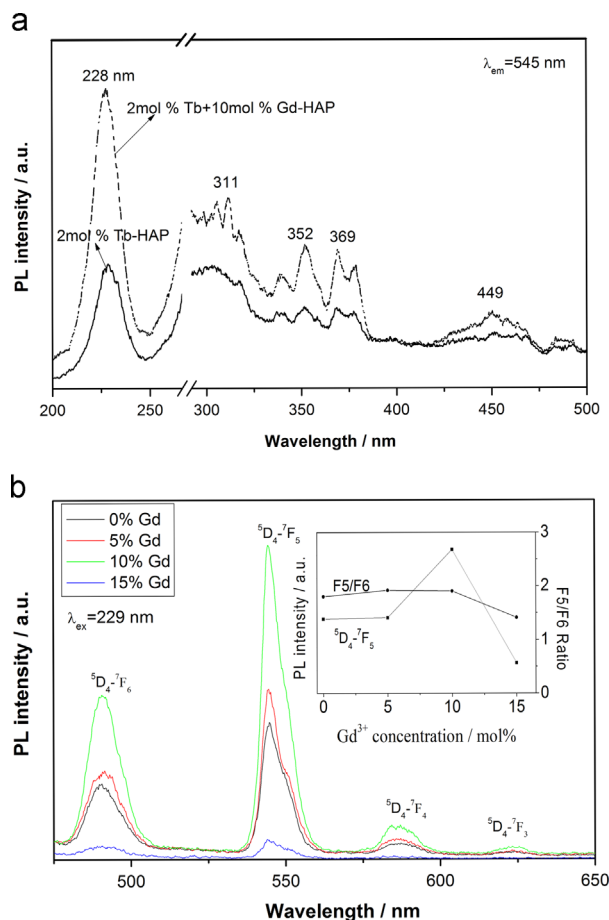 a
228 nm
λem=545 nm
2mol % Tb+10mol % Gd-HAP
311
2mol % Tb-HAP
352
369
449
PL intensity / a.u.
200 250 300 350 400 450 500
Wavelength / nm
b
0% Gd
5% Gd
10% Gd
15% Gd
λex=229 nm
⁵D₄-⁷F₅
⁵D₄-⁷F₆
⁵D₄-⁷F₄
⁵D₄-⁷F₃
PL intensity / a.u.
F5/F6
⁵D₄-⁷F₅
PL intensity / a.u.
F5/F6 Ratio
3
2
1
0
0 5 10 15
Gd³⁺ concentration / mol%
500 550 600 650
Wavelength / nm